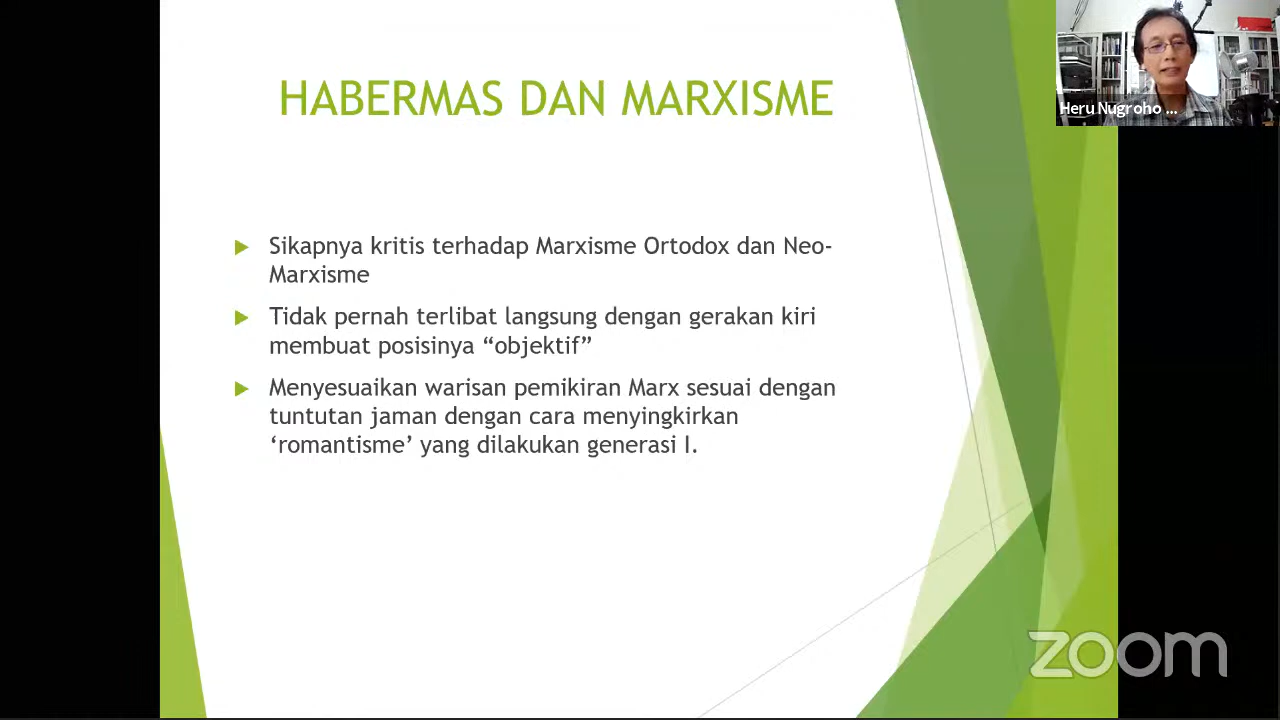 HABERMAS DAN MARXISME
Heru Nugroho ...
Sikapnya kritis terhadap Marxisme Ortodox dan Neo-
Marxisme
Tidak pernah terlibat langsung dengan gerakan kiri
membuat posisinya “objektif”
Menyesuaikan warisan pemikiran Marx sesuai dengan
tuntutan jaman dengan cara menyingkirkan
‘romantisme’ yang dilakukan generasi I.
zoom